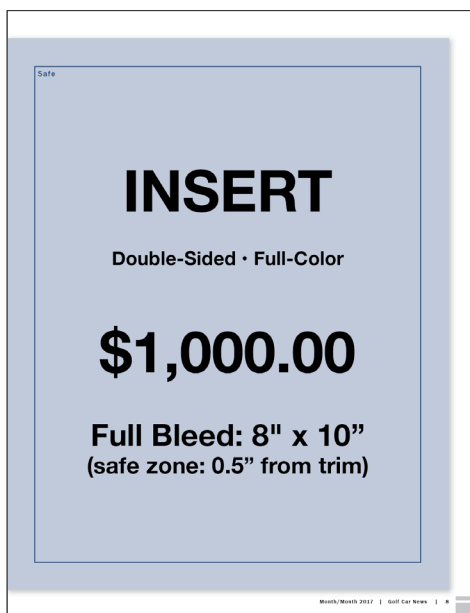 Safe
INSERT
Double-Sided • Full-Color
$1,000.00
Full Bleed: 8" x 10”
(safe zone: 0.5” from trim)
Month/Month 2017 | Golf Car News | 6